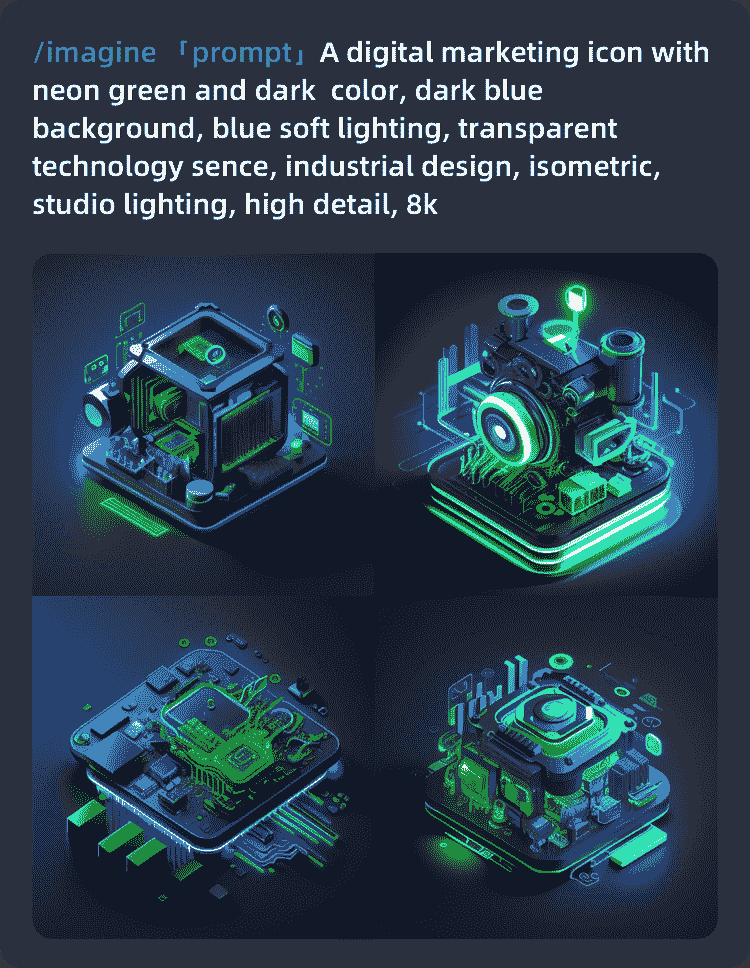 /imagine 「prompt」 A digital marketing icon with
neon green and dark color, dark blue
background, blue soft lighting, transparent
technology sence, industrial design, isometric,
studio lighting, high detail, 8k